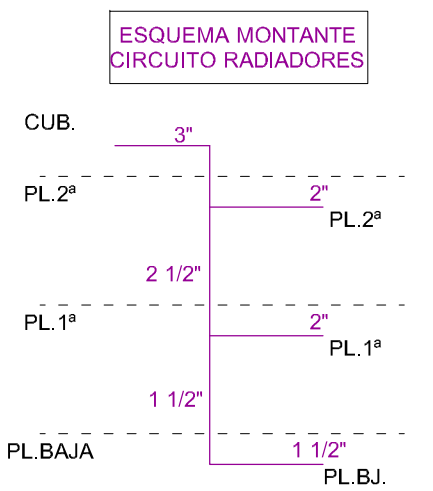 ESQUEMA MONTANTE
CIRCUITO RADIADORES
CUB.
3"
PL.2ª
2"
PL.2ª
2 1/2"
PL.1ª
2"
PL.1ª
1 1/2"
PL.BAJA
1 1/2"
PL.BJ.